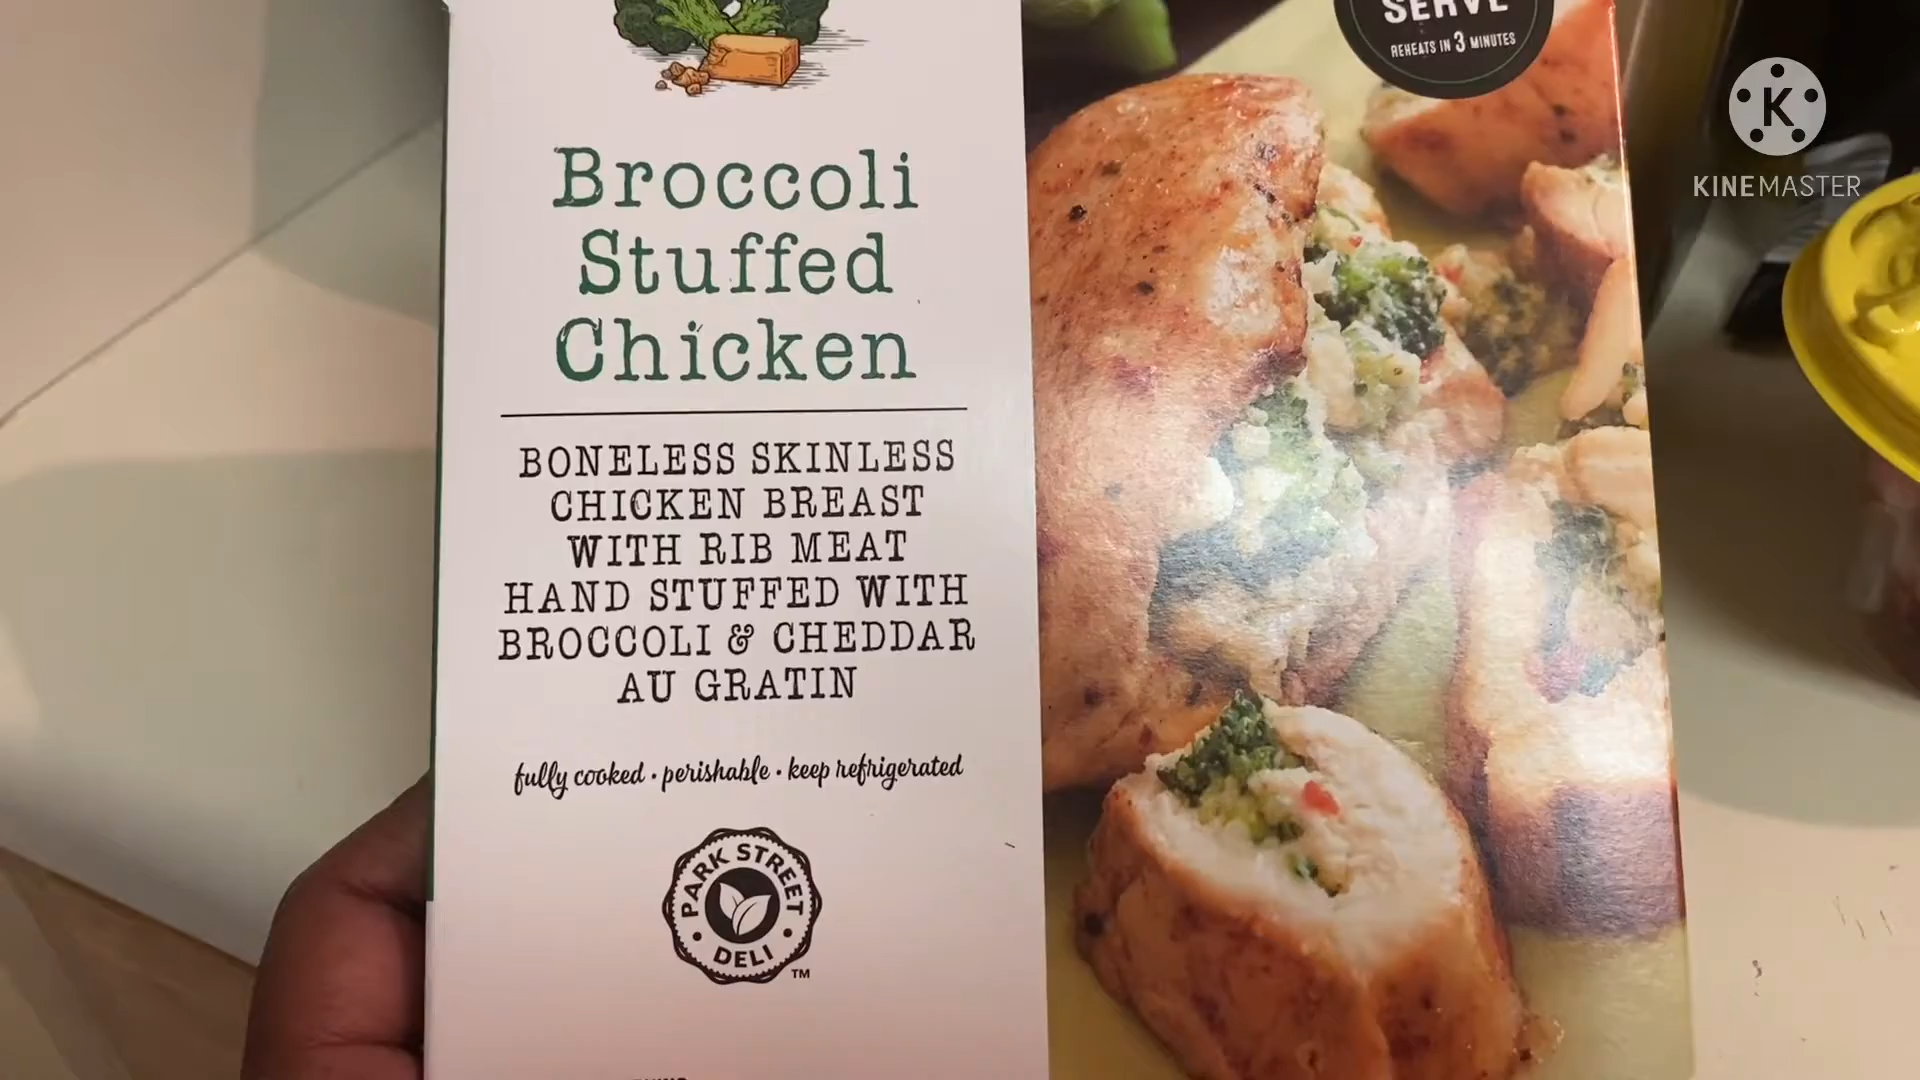 SERVE
REHEATS IN 3 MINUTES
KINEMASTER
Broccoli
Stuffed
Chicken
BONELESS SKINLESS
CHICKEN BREAST
WITH RIB MEAT
HAND STUFFED WITH
BROCCOLI & CHEDDAR
AU GRATIN
fully cooked • perishable • keep refrigerated
PARK STREET
• DELI •
TM